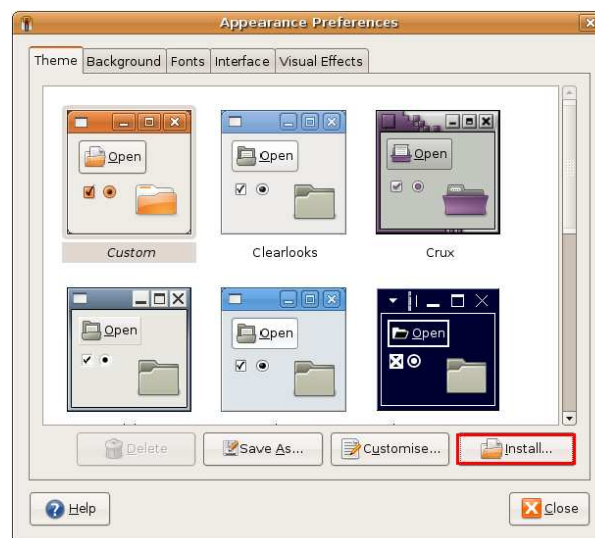 Appearance Preferences
Theme Background Fonts Interface Visual Effects
Open Open Open
Custom Clearlooks Crux
Open Open Open
Delete Save As... Customise... Install...
Help Close